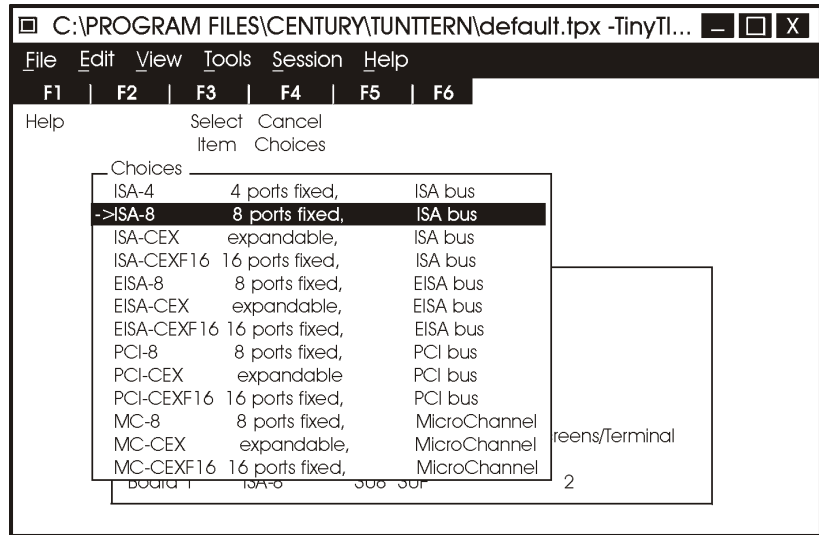 C:\PROGRAM FILES\CENTURY\TUNTTERN\default.tpx -TinyTI...
File Edit View Tools Session Help
F1 | F2 | F3 | F4 | F5 | F6
Help Select Cancel
Item Choices
Choices
ISA-4 4 ports fixed, ISA bus
->ISA-8 8 ports fixed, ISA bus
ISA-CEX expandable, ISA bus
ISA-CEXF16 16 ports fixed, ISA bus
EISA-8 8 ports fixed, EISA bus
EISA-CEX expandable, EISA bus
EISA-CEXF16 16 ports fixed, EISA bus
PCI-8 8 ports fixed, PCI bus
PCI-CEX expandable PCI bus
PCI-CEXF16 16 ports fixed, PCI bus
MC-8 8 ports fixed, MicroChannel
MC-CEX expandable, MicroChannel
reens/Terminal
MC-CEXF16 16 ports fixed, MicroChannel
Board 1 ISA-8 2